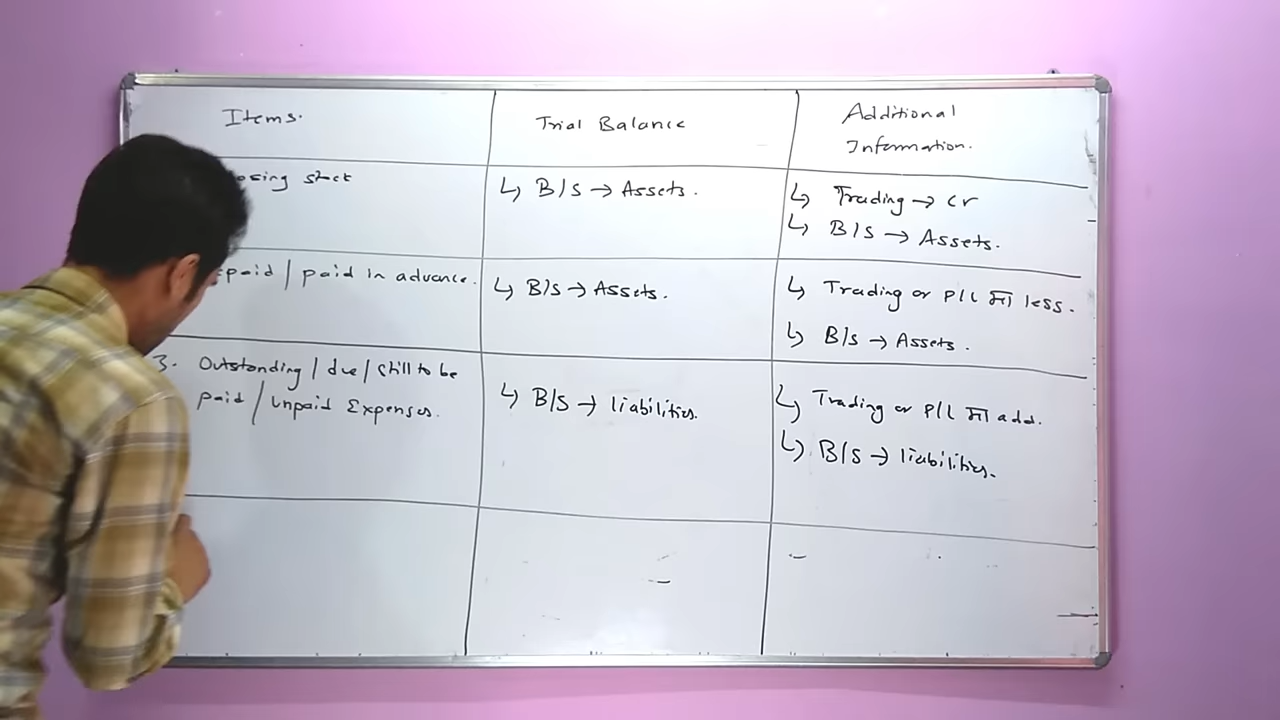 Items.
Trial Balance
Additional
Information.
osing stock
↳ B/S → Assets.
↳ Trading → cr
↳ B/S → Assets.
paid / paid in advance.
↳ B/S → Assets.
↳ Trading or P/L मा less.
↳ B/S → Assets.
3. Outstanding / due / still to be
paid / Unpaid Expenses.
↳ B/S → liabilities.
↳ Trading or P/L मा add.
↳ B/S → liabilities.